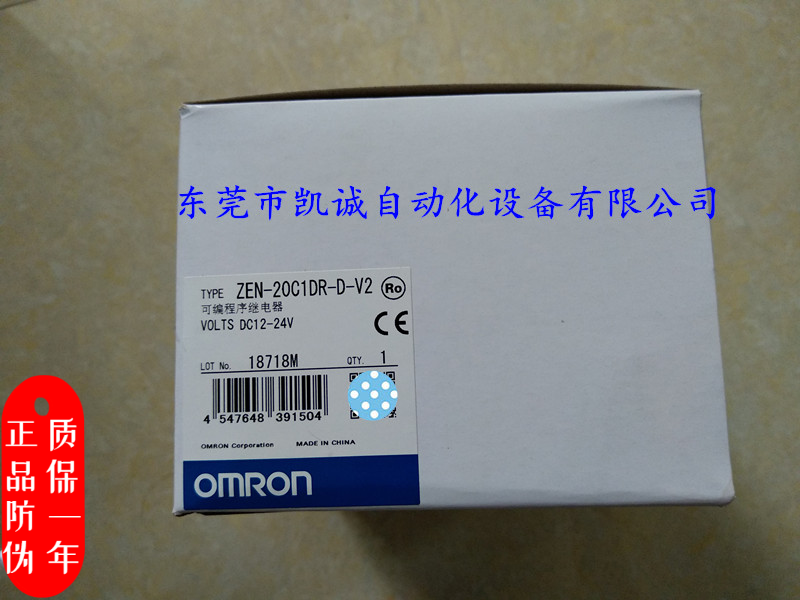 东莞市凯诚自动化设备有限公司
TYPE ZEN-20C1DR-D-V2 Ro
可编程序继电器
VOLTS DC12-24V
CE
LOT No. 18718M QTY. 1
4 547648 391504
OMRON Corporation MADE IN CHINA
OMRON
质保一年
正品防伪